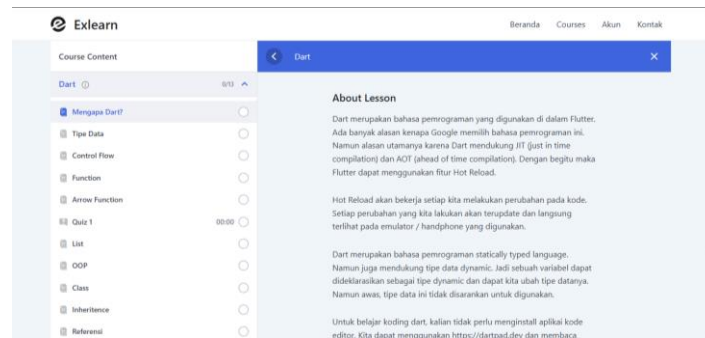 Exlearn
Beranda Courses Akun Kontak
Course Content
Dart
Dart 0/13
Mengapa Dart?
Tipe Data
Control Flow
Function
Arrow Function
Quiz 1 00:00
List
OOP
Class
Inheritence
Referensi
About Lesson
Dart merupakan bahasa pemrograman yang digunakan di dalam Flutter.
Ada banyak alasan kenapa Google memilih bahasa pemrograman ini.
Namun alasan utamanya karena Dart mendukung JIT (just in time
compilation) dan AOT (ahead of time compilation). Dengan begitu maka
Flutter dapat menggunakan fitur Hot Reload.
Hot Reload akan bekerja setiap kita melakukan perubahan pada kode.
Setiap perubahan yang kita lakukan akan terupdate dan langsung
terlihat pada emulator / handphone yang digunakan.
Dart merupakan bahasa pemrograman statically typed language.
Namun juga mendukung tipe data dynamic. Jadi sebuah variabel dapat
dideklarasikan sebagai tipe dynamic dan dapat kita ubah tipe datanya.
Namun awas, tipe data ini tidak disarankan untuk digunakan.
Untuk belajar koding dart, kalian tidak perlu menginstall aplikai kode
editor. Kita dapat menggunakan https://dartpad.dev dan membaca